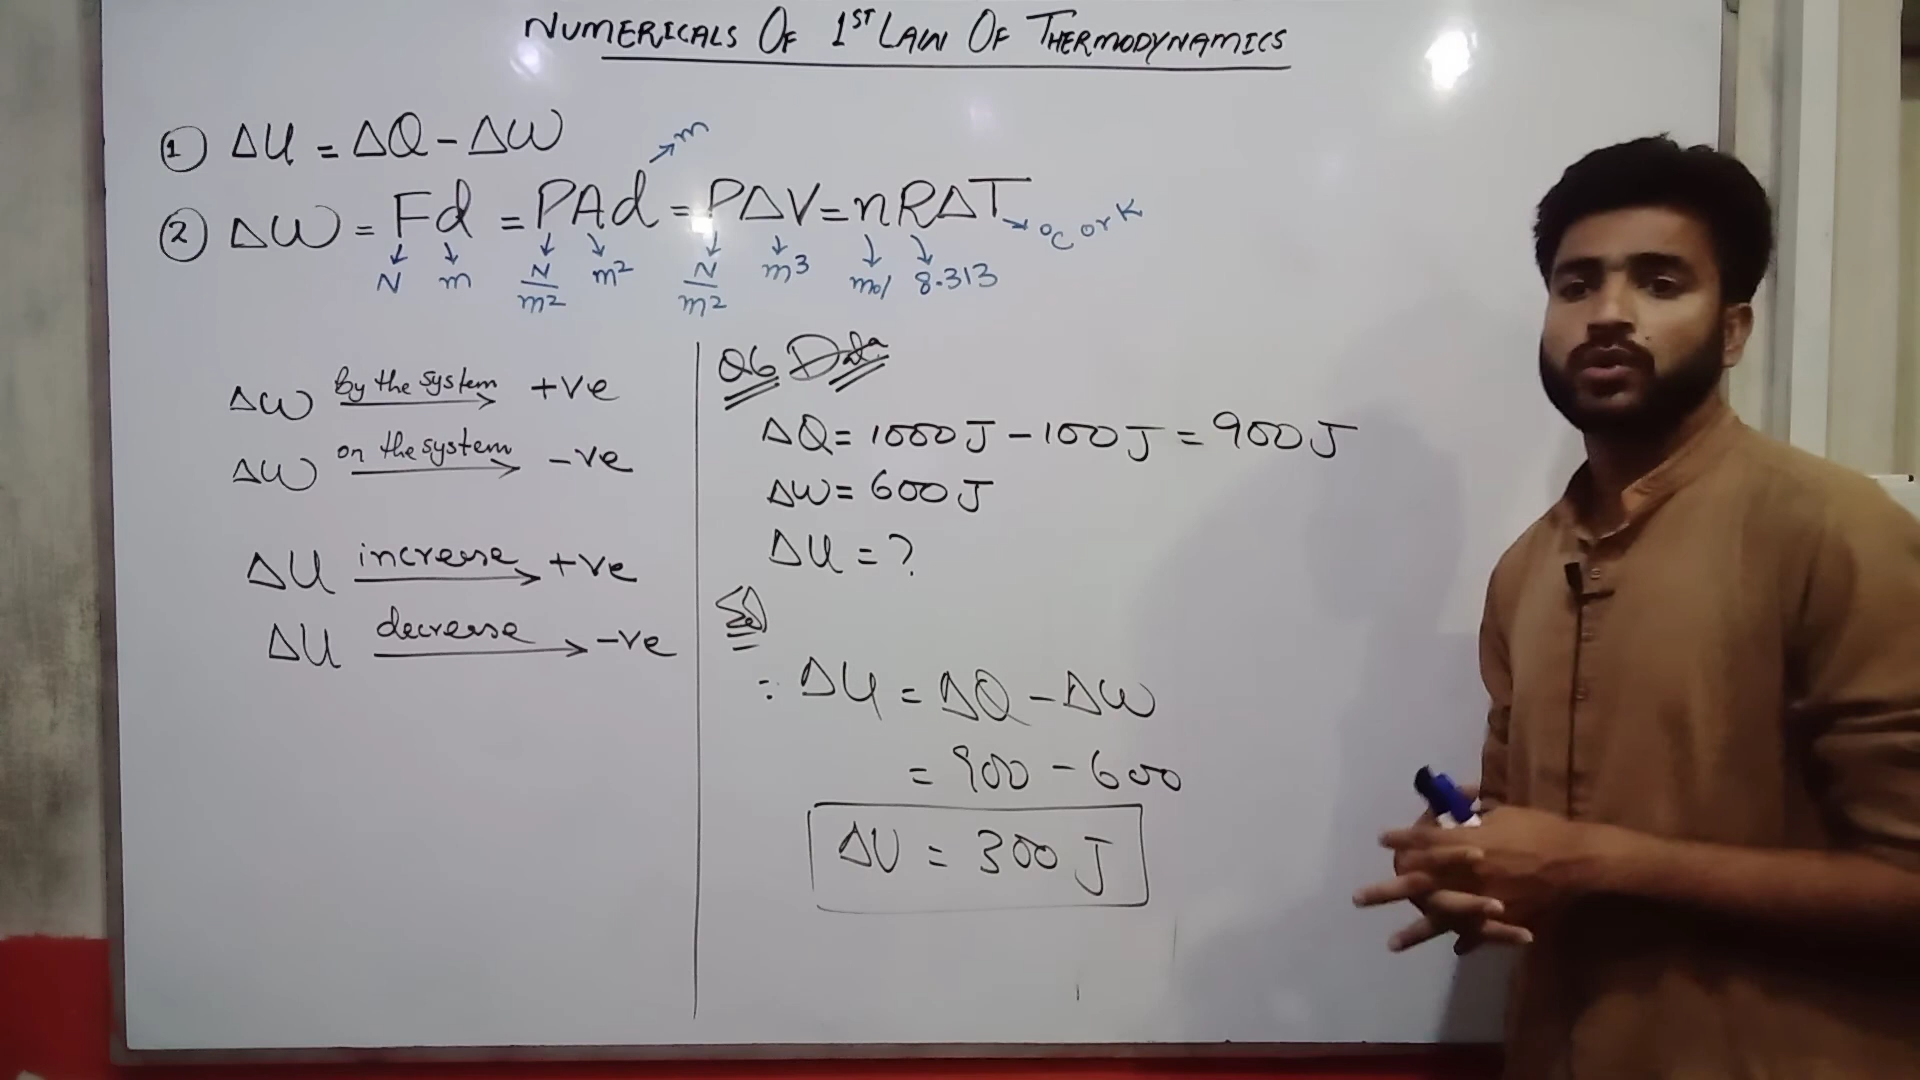 NUMERICALS OF 1ST LAW OF THERMODYNAMICS
① ΔU = ΔQ - ΔW
② ΔW = Fd = PAd = PΔV = nRΔT
m
°C or K
N m N/m2 m2 N/m2 m3 mol 8.313
ΔW by the system +ve
ΔW on the system -ve
ΔU increase +ve
ΔU decrease -ve
Q6 Data
ΔQ = 1000J - 100J = 900J
ΔW = 600J
ΔU = ?
Sol
∵ ΔU = ΔQ - ΔW
= 900 - 600
ΔU = 300 J